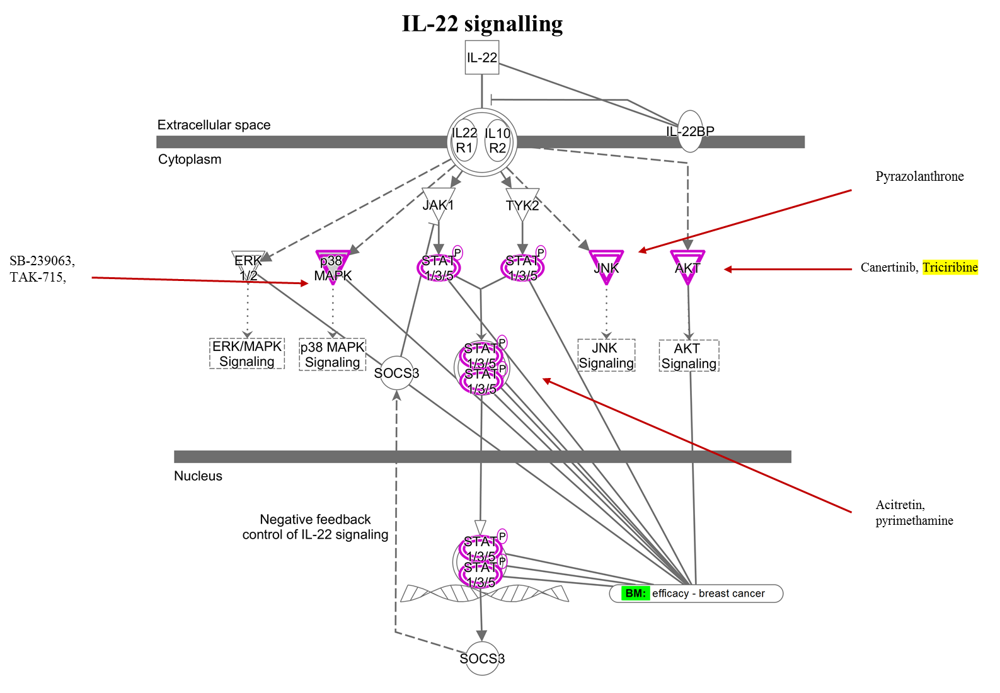 IL-22 signalling
IL-22
Extracellular space
IL22
R1
IL10
R2
IL-22BP
Cytoplasm
Pyrazolanthrone
JAK1
TYK2
SB-239063,
TAK-715,
ERK
1/2
p38
MAPK
STAT
1/3/5
P
STAT
1/3/5
P
JNK
AKT
Canertinib, Triciribine
ERK/MAPK
Signaling
p38 MAPK
Signaling
SOCS3
STAT
1/3/5
P
STAT
1/3/5
P
JNK
Signaling
AKT
Signaling
Nucleus
Acitretin,
pyrimethamine
Negative feedback
control of IL-22 signaling
STAT
1/3/5
P
STAT
1/3/5
P
BM: efficacy - breast cancer
SOCS3